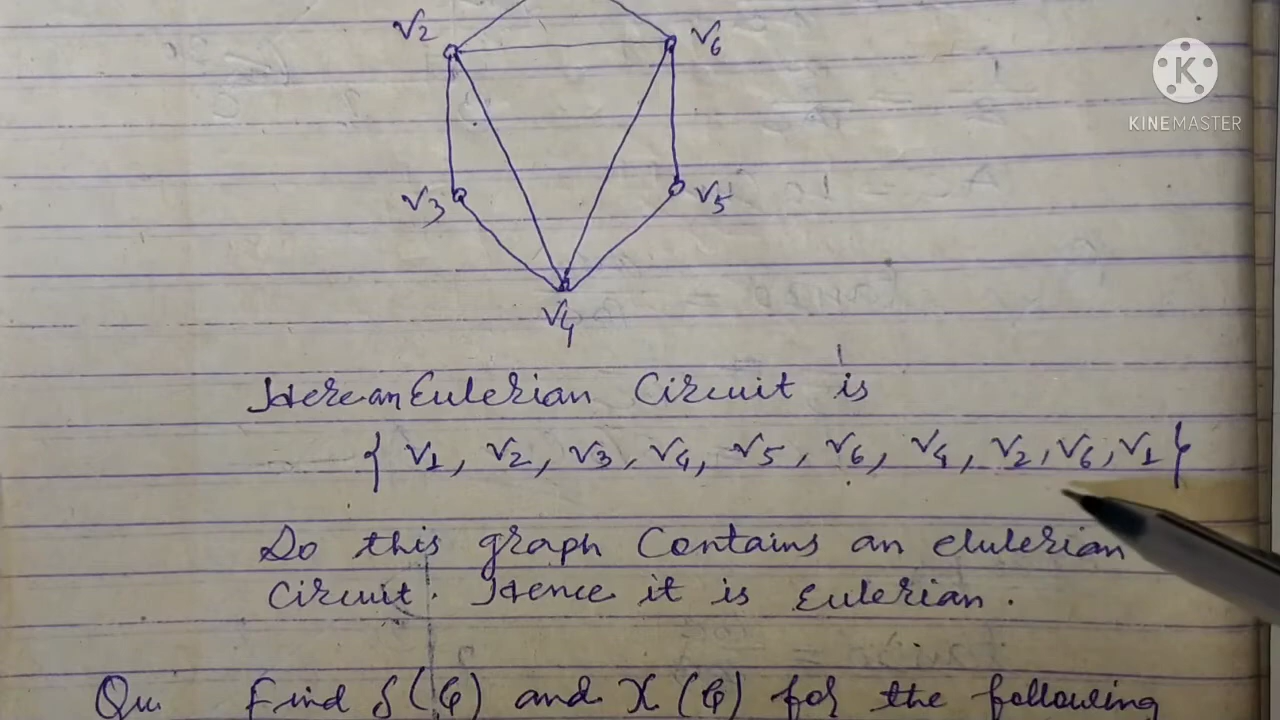 V2
V6
K
KINEMASTER
V3
V5
V4
Here an Eulerian Circuit is
{ V1, V2, V3, V4, V5, V6, V4, V2, V6, V1 }
So this graph Contains an elulerian
Circuit. Hence it is Eulerian.
Qu. Find δ(G) and χ(G) for the following